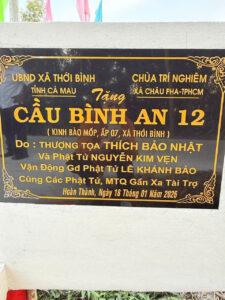 UBND XÃ THỚI BÌNH
TỈNH CÀ MAU
CHÙA TRÍ NGHIÊM
XÃ CHÂU PHA-TPHCM
Tặng
CẦU BÌNH AN 12
( KINH BÀO MỐP, ẤP 07, XÃ THỚI BÌNH )
Do : THƯỢNG TỌA THÍCH BẢO NHẬT
Và Phật Tử NGUYỄN KIM VẸN
Vận Động Gđ Phật Tử LÊ KHÁNH BẢO
Cùng Các Phật Tử, MTQ Gần Xa Tài Trợ
Hoàn Thành, Ngày 18 Tháng 01 Năm 2026